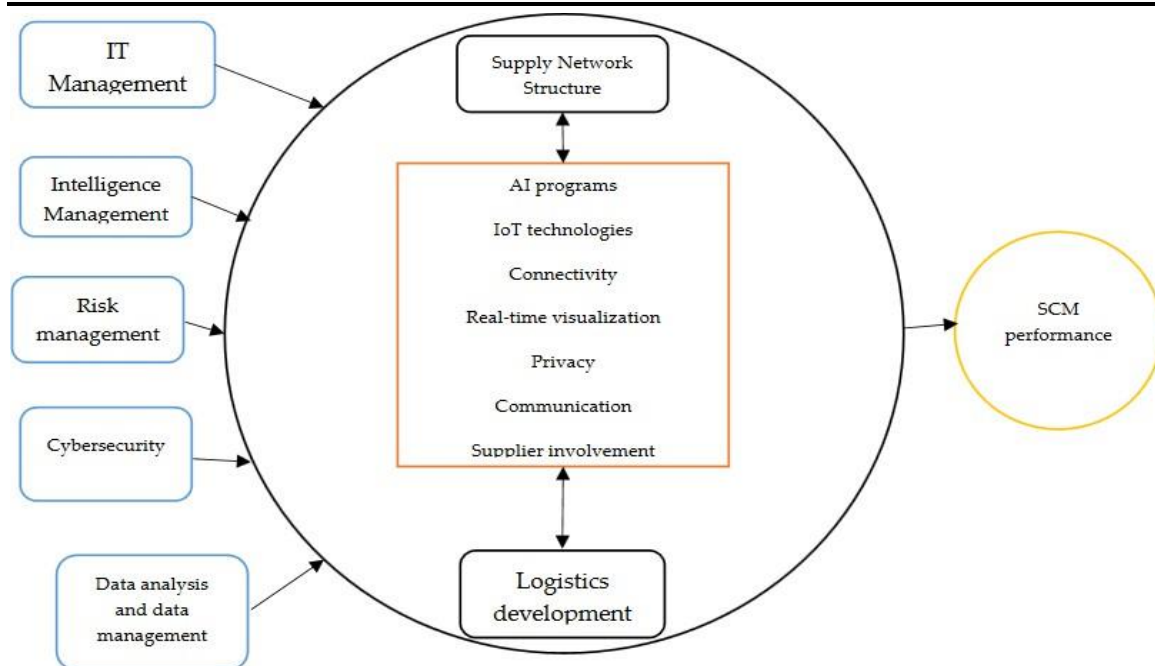 IT
Management
Intelligence
Management
Risk
management
Cybersecurity
Data analysis
and data
management
Supply Network
Structure
AI programs
IoT technologies
Connectivity
Real-time visualization
Privacy
Communication
Supplier involvement
Logistics
development
SCM
performance